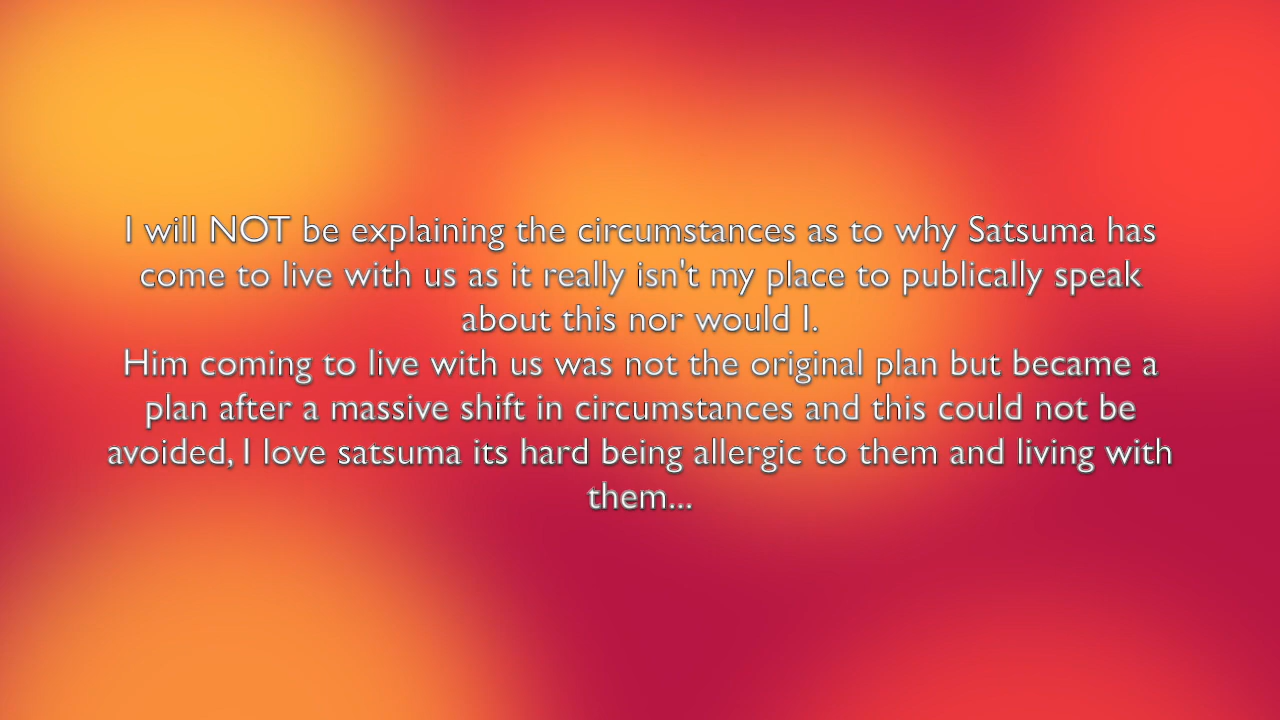 I will NOT be explaining the circumstances as to why Satsuma has
come to live with us as it really isn't my place to publically speak
about this nor would I.
Him coming to live with us was not the original plan but became a
plan after a massive shift in circumstances and this could not be
avoided, I love satsuma its hard being allergic to them and living with
them...